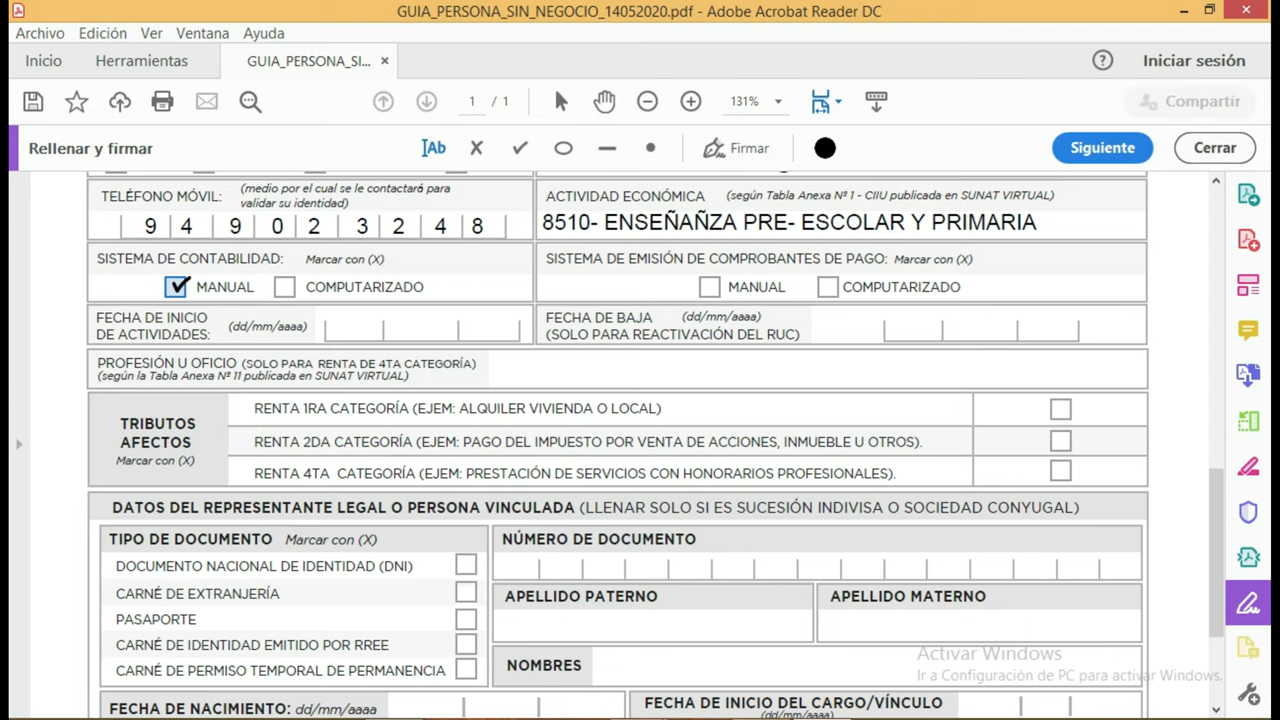 GUIA_PERSONA_SIN_NEGOCIO_14052020.pdf - Adobe Acrobat Reader DC
Archivo Edición Ver Ventana Ayuda
Inicio Herramientas GUIA_PERSONA_SI... × ? Iniciar sesión
1 / 1 131% Compartir
Rellenar y firmar Ab Firmar Siguiente Cerrar
TELÉFONO MÓVIL: (medio por el cual se le contactará para
validar su identidad)
9 4 9 0 2 3 2 4 8
ACTIVIDAD ECONÓMICA (según Tabla Anexa Nº 1 - CIIU publicada en SUNAT VIRTUAL)
8510- ENSEÑAÑZA PRE- ESCOLAR Y PRIMARIA
SISTEMA DE CONTABILIDAD: Marcar con (X)
MANUAL COMPUTARIZADO
SISTEMA DE EMISIÓN DE COMPROBANTES DE PAGO: Marcar con (X)
MANUAL COMPUTARIZADO
FECHA DE INICIO
DE ACTIVIDADES: (dd/mm/aaaa)
FECHA DE BAJA (dd/mm/aaaa)
(SOLO PARA REACTIVACIÓN DEL RUC)
PROFESIÓN U OFICIO (SOLO PARA RENTA DE 4TA CATEGORÍA)
(según la Tabla Anexa Nº 11 publicada en SUNAT VIRTUAL)
TRIBUTOS
AFECTOS
Marcar con (X)
RENTA 1RA CATEGORÍA (EJEM: ALQUILER VIVIENDA O LOCAL)
RENTA 2DA CATEGORÍA (EJEM: PAGO DEL IMPUESTO POR VENTA DE ACCIONES, INMUEBLE U OTROS).
RENTA 4TA CATEGORÍA (EJEM: PRESTACIÓN DE SERVICIOS CON HONORARIOS PROFESIONALES).
DATOS DEL REPRESENTANTE LEGAL O PERSONA VINCULADA (LLENAR SOLO SI ES SUCESIÓN INDIVISA O SOCIEDAD CONYUGAL)
TIPO DE DOCUMENTO Marcar con (X)
DOCUMENTO NACIONAL DE IDENTIDAD (DNI)
CARNÉ DE EXTRANJERÍA
PASAPORTE
CARNÉ DE IDENTIDAD EMITIDO POR RREE
CARNÉ DE PERMISO TEMPORAL DE PERMANENCIA
NÚMERO DE DOCUMENTO
APELLIDO PATERNO APELLIDO MATERNO
NOMBRES
Activar Windows
Ir a Configuración de PC para activar Windows.
FECHA DE NACIMIENTO: dd/mm/aaaa
FECHA DE INICIO DEL CARGO/VÍNCULO
(dd/mm/aaaa)